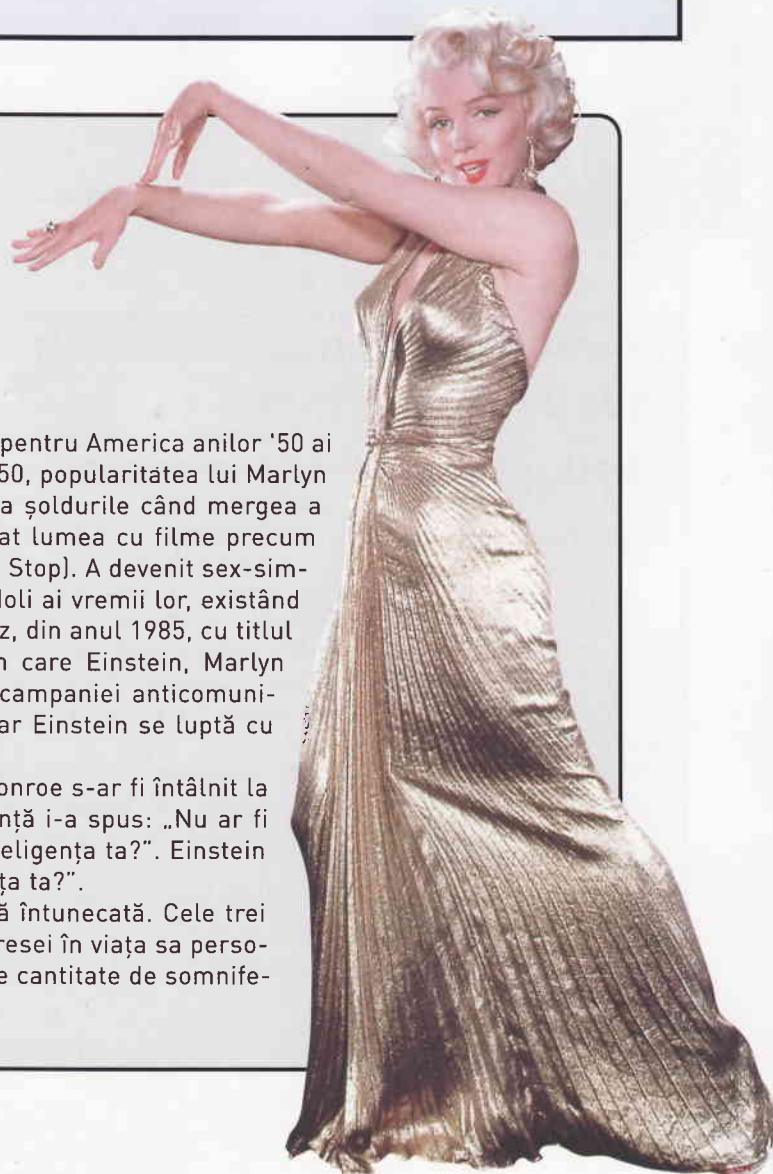 pentru America anilor '50 ai
50, popularitatea lui Marlyn
a șoldurile când mergea a
at lumea cu filme precum
Stop). A devenit sex-sim-
doli ai vremii lor, existând
z, din anul 1985, cu titlul
n care Einstein, Marlyn
campaniei anticomuni-
ar Einstein se luptă cu
onroe s-ar fi întâlnit la
nță i-a spus: „Nu ar fi
eligența ta?”. Einstein
ța ta?”.
ă întunecată. Cele trei
resei în viața sa perso-
e cantitate de somnife-